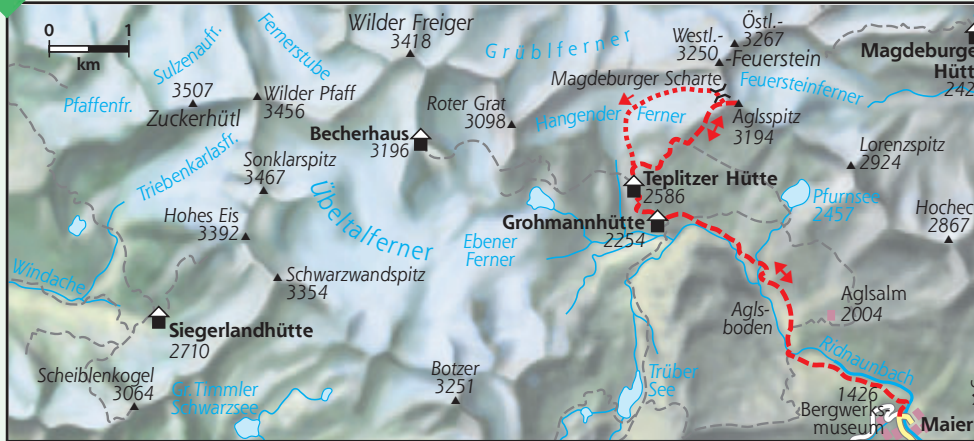 0 1
km
Sulzenauf.
Fernerstube
Wilder Freiger
3418
Grüblferner
Westl.-
3250
Östl.-
3267
-Feuerstein
Magdeburge
Hütt
242
Pfaffenfr.
3507
Zuckerhütl
Wilder Pfaff
3456
Roter Grat
3098
Magdeburger Scharte
Feuersteinferner
Hangender Ferner
Aglsspitz
3194
Becherhaus
3196
Lorenzspitz
2924
Triebenkarlasfr.
Sonklarspitz
3467
Teplitzer Hütte
2586
Pfurnsee
2457
Hochec
2867
Übeltalferner
Hohes Eis
3392
Grohmannhütte
2254
Ebener
Ferner
Windache
Schwarzwandspitz
3354
Agls-
boden
Aglsalm
2004
Siegerlandhütte
2710
Ridnaunbach
Scheiblenkogel
3064
Gr.Timmler
Schwarzsee
Botzer
3251
Trüber
See
1426
Bergwerks
museum
Maier